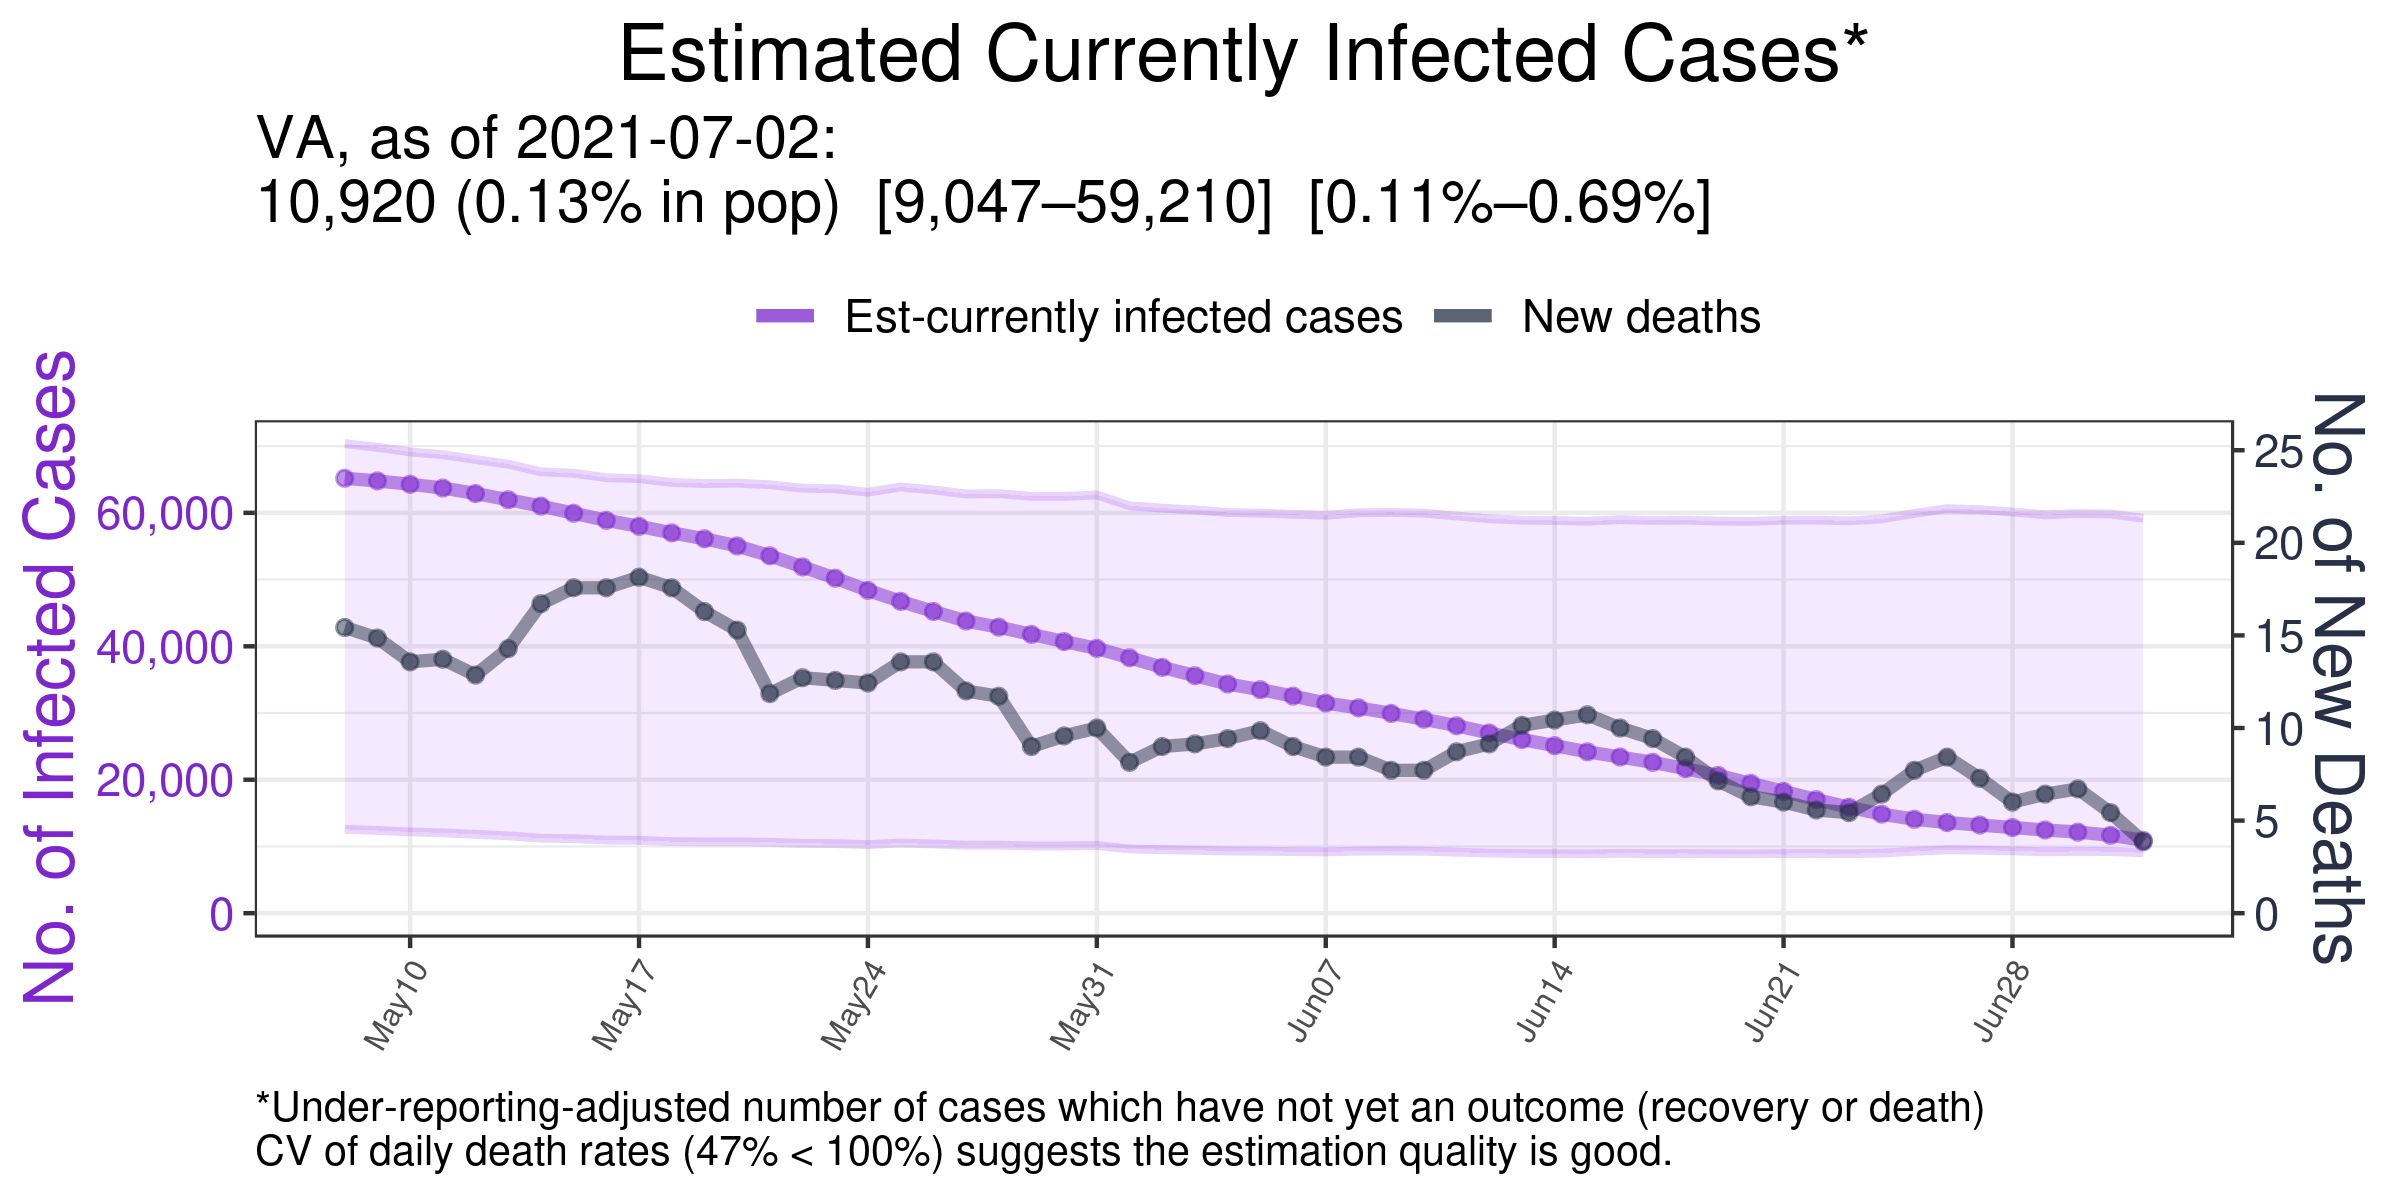 Estimated Currently Infected Cases*
VA, as of 2021-07-02:
10,920 (0.13% in pop)  [9,047–59,210]  [0.11%–0.69%]
Est-currently infected cases
New deaths
No. of Infected Cases
60,000
40,000
20,000
0
25
20
15
10
5
0
No. of New Deaths
May10
May17
May24
May31
Jun07
Jun14
Jun21
Jun28
*Under-reporting-adjusted number of cases which have not yet an outcome (recovery or death)
CV of daily death rates (47% < 100%) suggests the estimation quality is good.